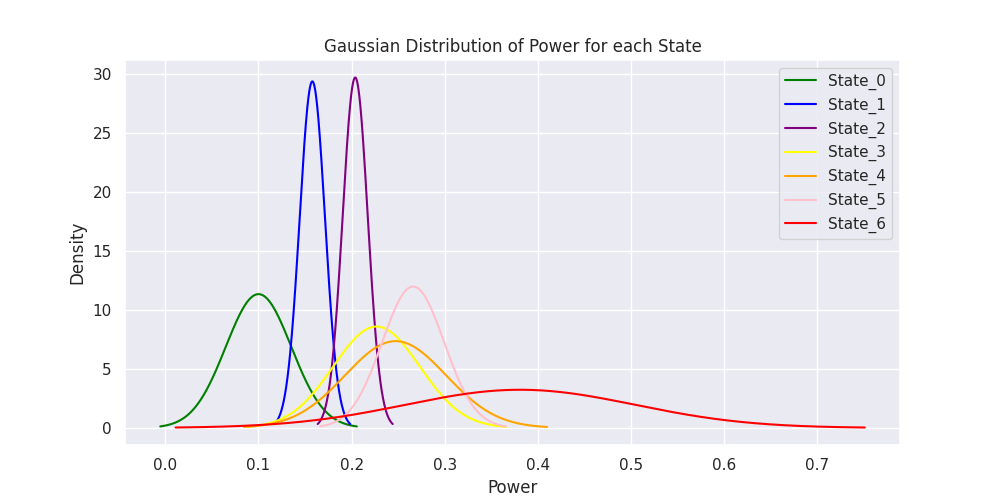 Gaussian Distribution of Power for each State
30
25
20
15
10
5
0
Density
0.0 0.1 0.2 0.3 0.4 0.5 0.6 0.7
Power
State_0
State_1
State_2
State_3
State_4
State_5
State_6